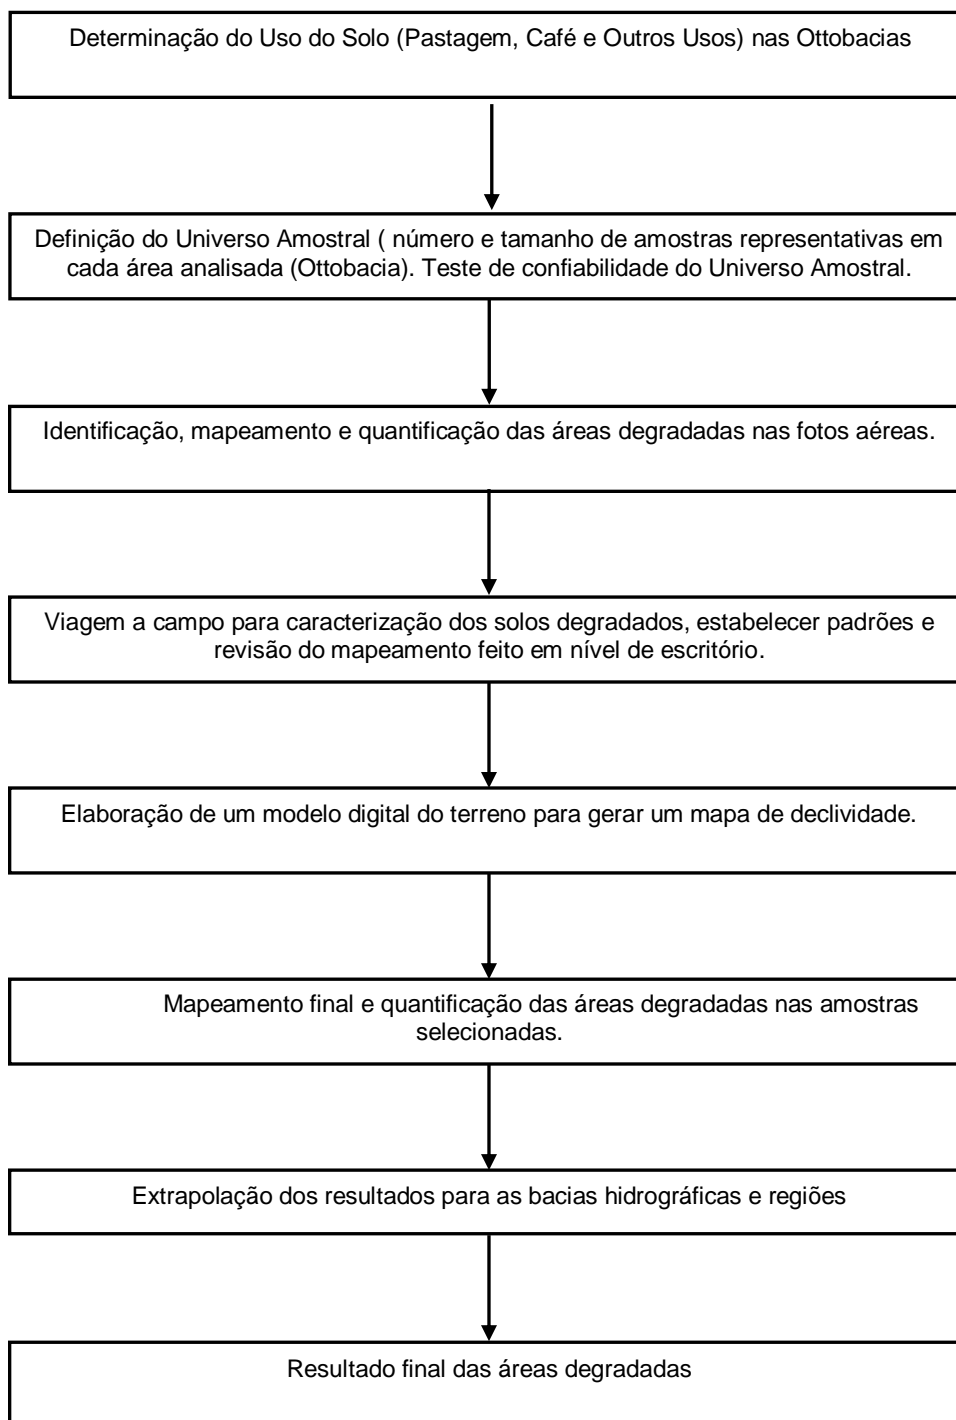 Determinação do Uso do Solo (Pastagem, Café e Outros Usos) nas Ottobacias
Definição do Universo Amostral ( número e tamanho de amostras representativas em
cada área analisada (Ottobacia). Teste de confiabilidade do Universo Amostral.
Identificação, mapeamento e quantificação das áreas degradadas nas fotos aéreas.
Viagem a campo para caracterização dos solos degradados, estabelecer padrões e
revisão do mapeamento feito em nível de escritório.
Elaboração de um modelo digital do terreno para gerar um mapa de declividade.
Mapeamento final e quantificação das áreas degradadas nas amostras
selecionadas.
Extrapolação dos resultados para as bacias hidrográficas e regiões
Resultado final das áreas degradadas